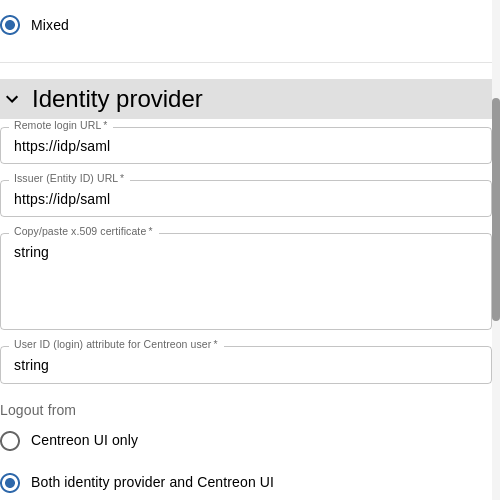 Mixed
Identity provider
Remote login URL *
https://idp/saml
Issuer (Entity ID) URL *
https://idp/saml
Copy/paste x.509 certificate *
string
User ID (login) attribute for Centreon user *
string
Logout from
Centreon UI only
Both identity provider and Centreon UI